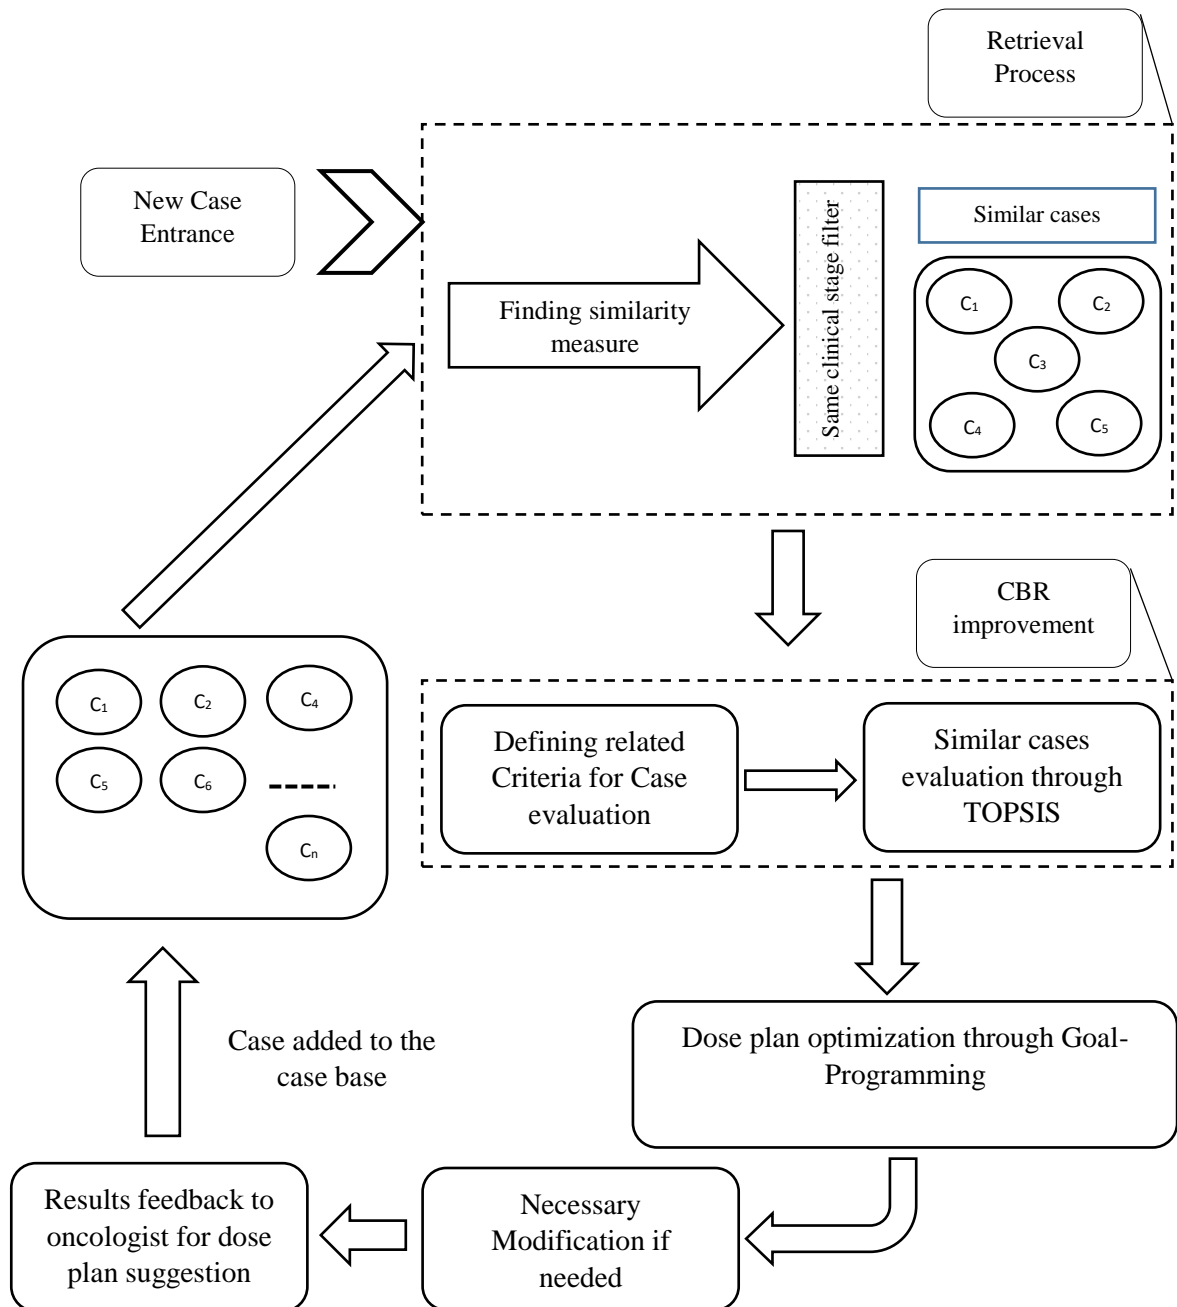 Retrieval
Process
New Case
Entrance
Finding similarity
measure
Same clinical stage filter
Similar cases
C₁
C₂
C₃
C₄
C₅
CBR
improvement
C₁
C₂
C₄
C₅
C₆
Cₙ
Defining related
Criteria for Case
evaluation
Similar cases
evaluation through
TOPSIS
Dose plan optimization through Goal-
Programming
Case added to the
case base
Results feedback to
oncologist for dose
plan suggestion
Necessary
Modification if
needed